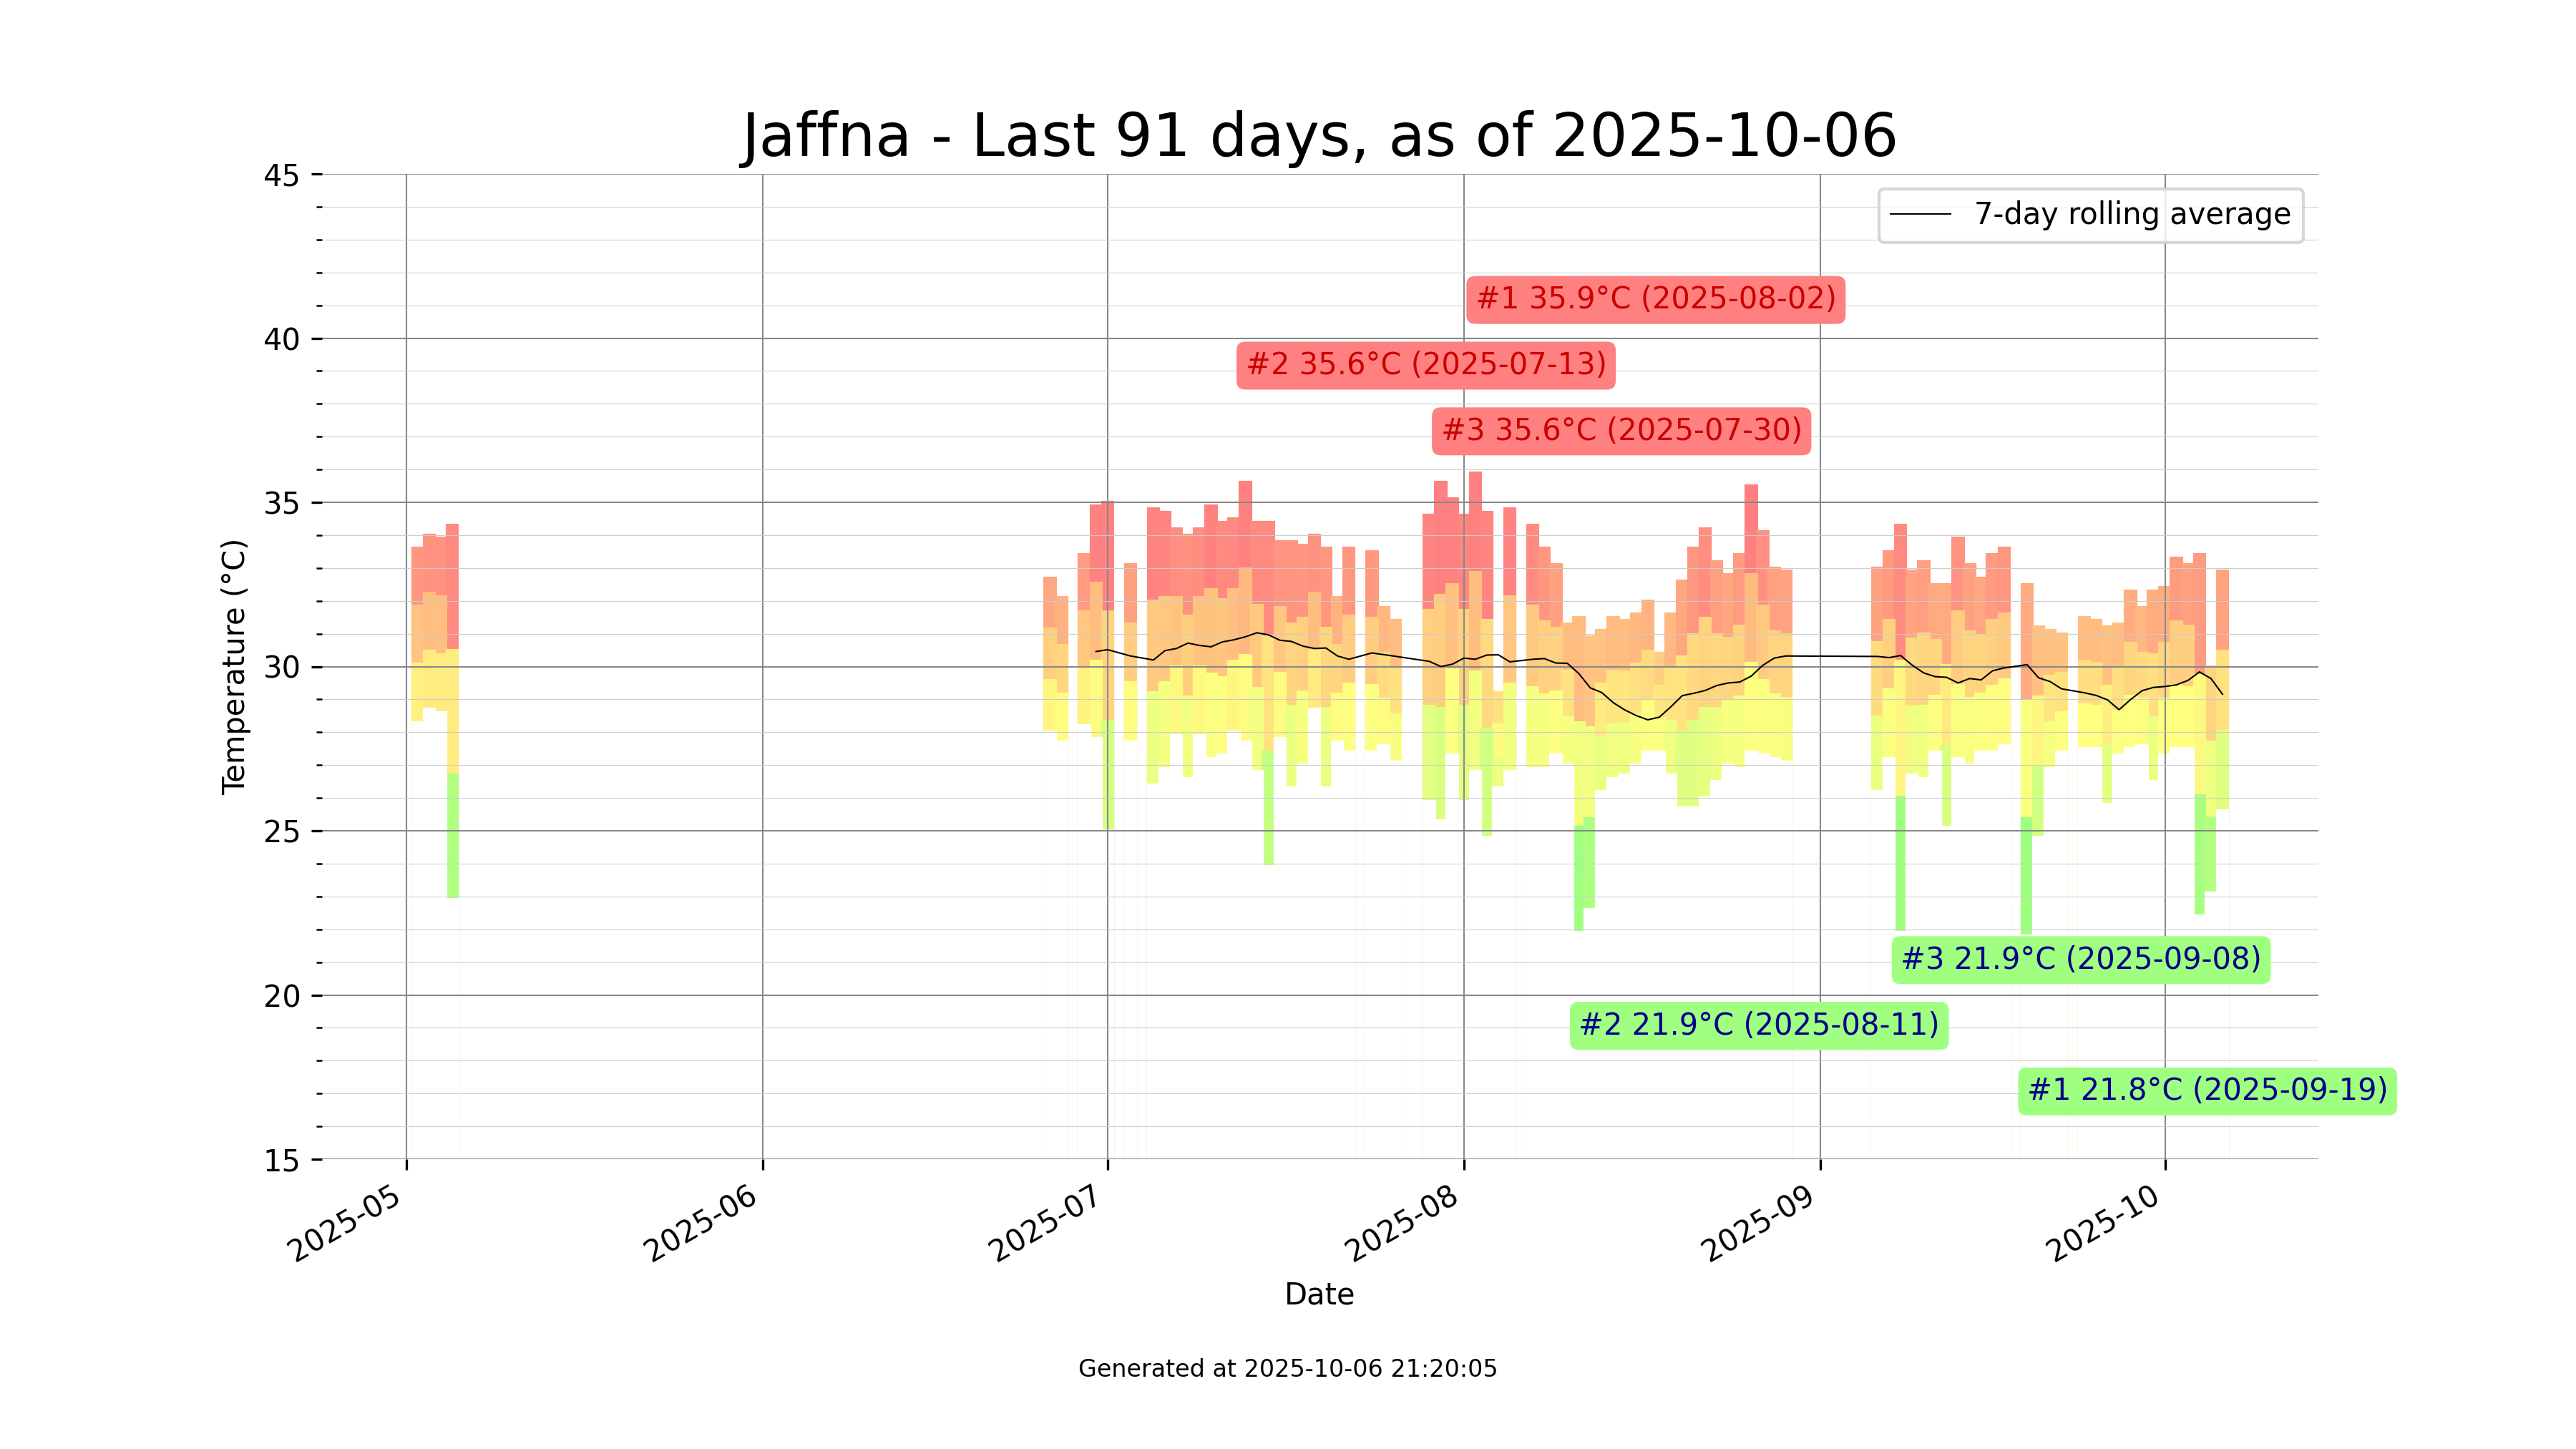 Jaffna - Last 91 days, as of 2025-10-06
45
40
35
30
25
20
15
Temperature (°C)
7-day rolling average
#1 35.9°C (2025-08-02)
#2 35.6°C (2025-07-13)
#3 35.6°C (2025-07-30)
#3 21.9°C (2025-09-08)
#2 21.9°C (2025-08-11)
#1 21.8°C (2025-09-19)
2025-05
2025-06
2025-07
2025-08
2025-09
2025-10
Date
Generated at 2025-10-06 21:20:05